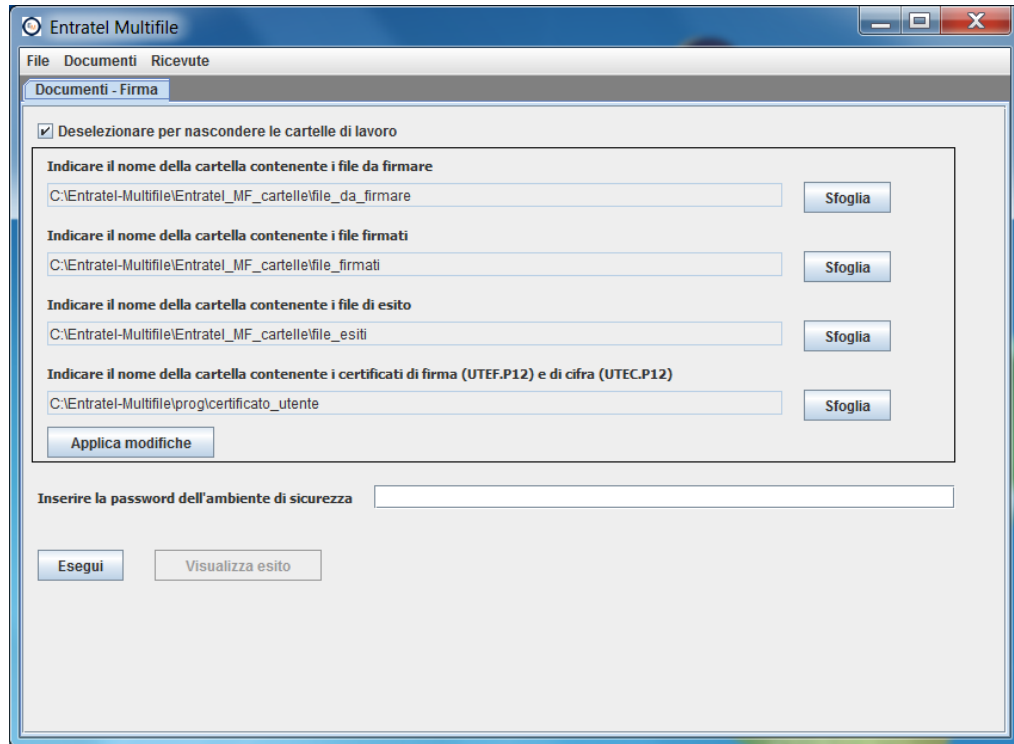 Entratel Multifile
File Documenti Ricevute
Documenti - Firma
Deselezionare per nascondere le cartelle di lavoro
Indicare il nome della cartella contenente i file da firmare
C:\Entratel-Multifile\Entratel_MF_cartelle\file_da_firmare
Sfoglia
Indicare il nome della cartella contenente i file firmati
C:\Entratel-Multifile\Entratel_MF_cartelle\file_firmati
Sfoglia
Indicare il nome della cartella contenente i file di esito
C:\Entratel-Multifile\Entratel_MF_cartelle\file_esiti
Sfoglia
Indicare il nome della cartella contenente i certificati di firma (UTEF.P12) e di cifra (UTEC.P12)
C:\Entratel-Multifile\prog\certificato_utente
Sfoglia
Applica modifiche
Inserire la password dell'ambiente di sicurezza
Esegui Visualizza esito